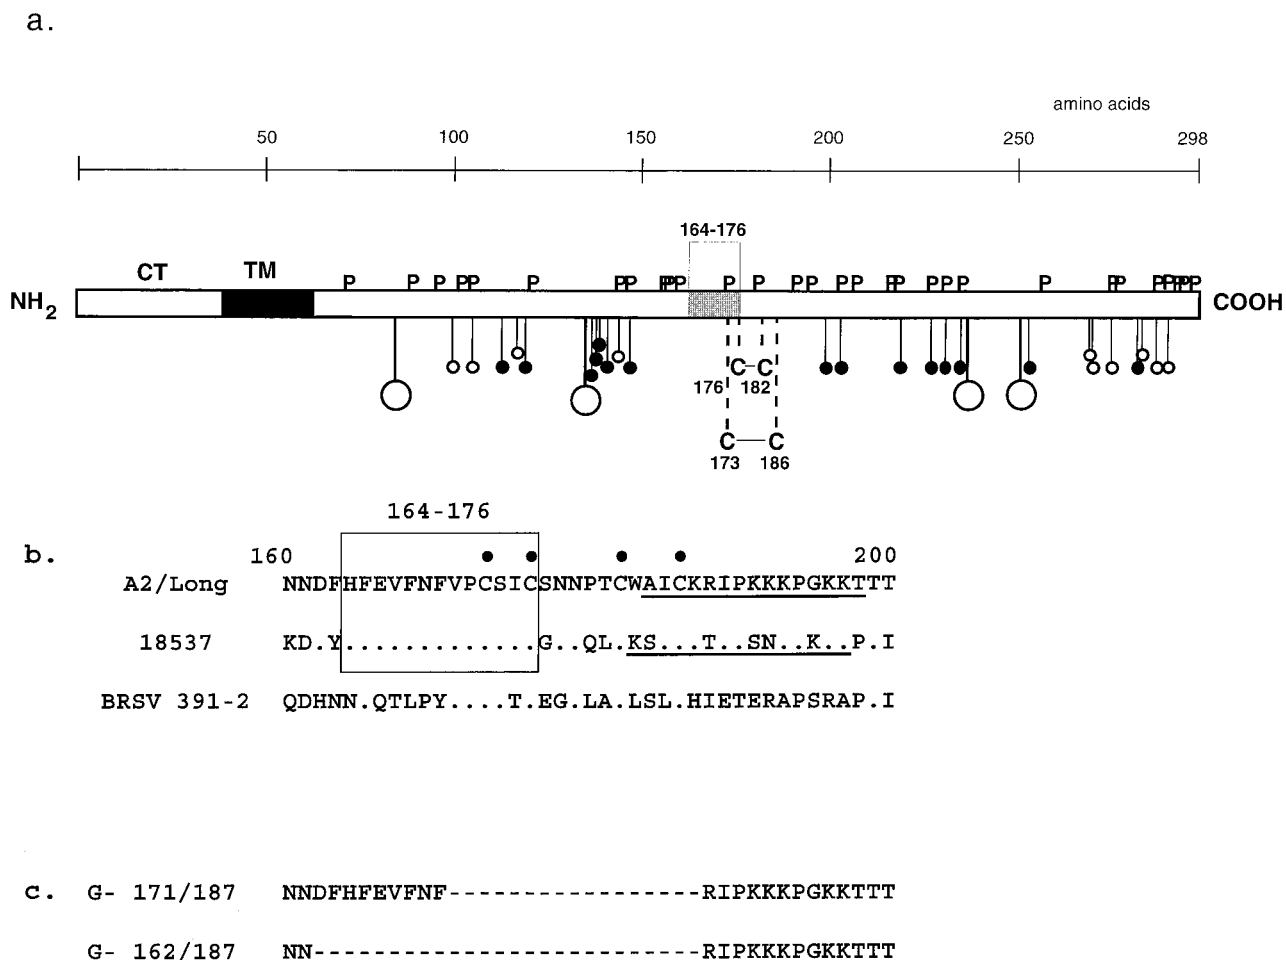 a.
amino acids
50 100 150 200 250 298
164-176
CT TM
P P P PP P PP PPP P P PP P P PP P P P P PP PPPPP
NH2 COOH
C-C
176 182
C—C
173 186
164-176
b. 160 200
A2/Long NNDFHFEVFNFVPCSICSNNPTCWAICKRIPKKKPGKKTTT
18537 KD.Y.............G..QL.KS...T..SN..K..P.I
BRSV 391-2 QDHNN.QTLPY....T.EG.LA.LSL.HIETERAPSRAP.I
c. G- 171/187 NNDFHFEVFNF-----------------RIPKKKPGKKTTT
G- 162/187 NN--------------------------RIPKKKPGKKTTT